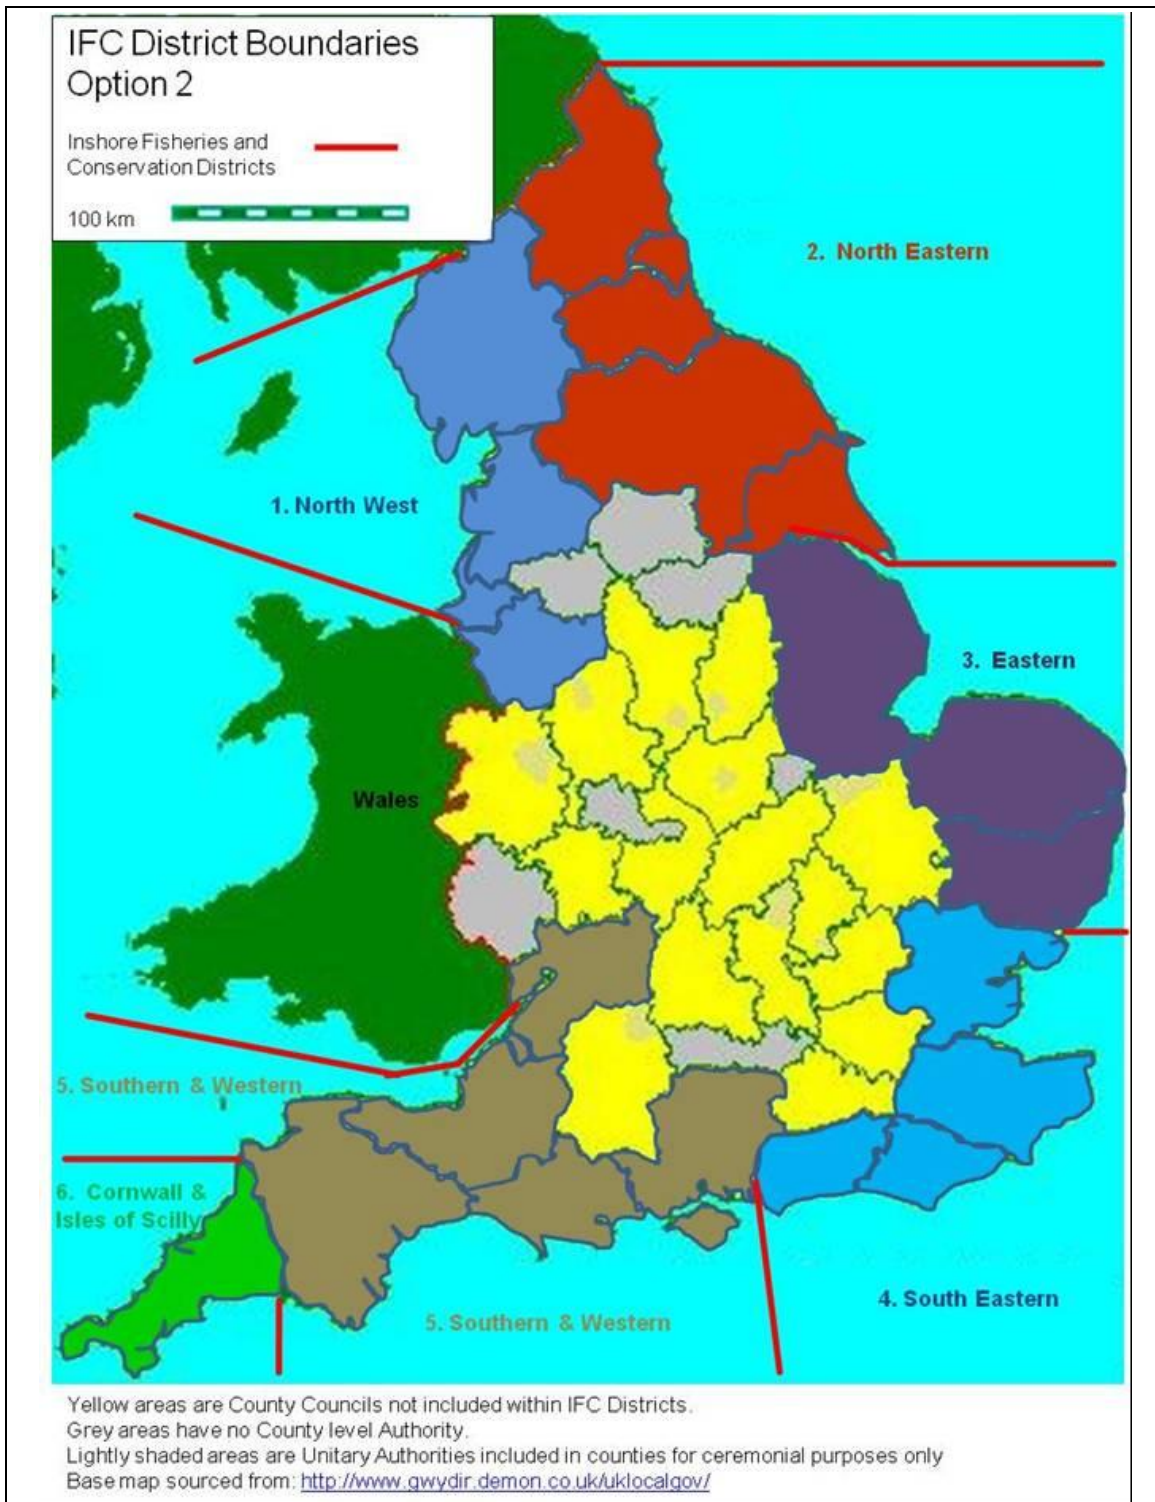 IFC District Boundaries
Option 2
Inshore Fisheries and
Conservation Districts
100 km
2. North Eastern
1. North West
3. Eastern
Wales
5. Southern & Western
6. Cornwall &
Isles of Scilly
4. South Eastern
5. Southern & Western
Yellow areas are County Councils not included within IFC Districts.
Grey areas have no County level Authority.
Lightly shaded areas are Unitary Authorities included in counties for ceremonial purposes only
Base map sourced from: http://www.gwydir.demon.co.uk/uklocalgov/